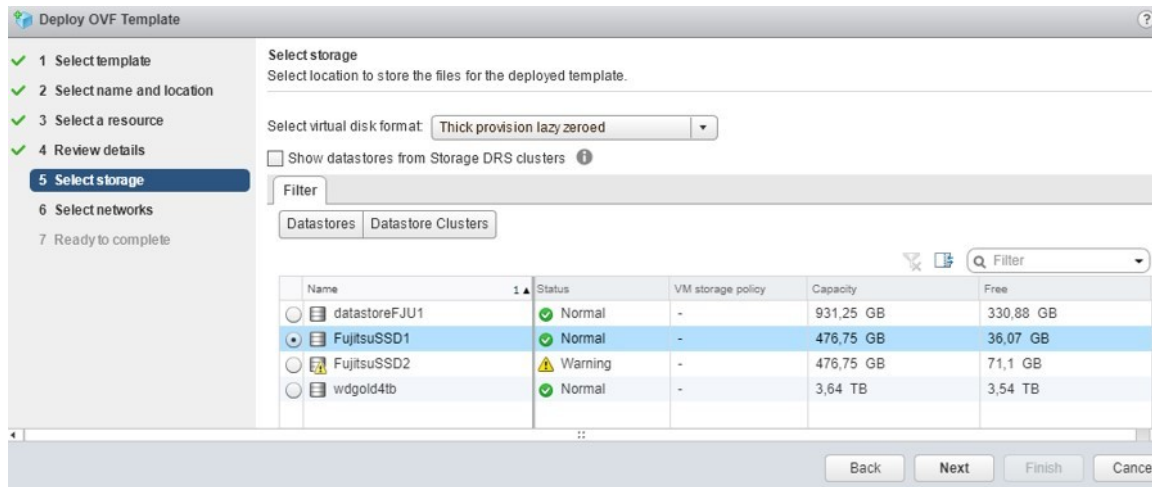 Deploy OVF Template
?
1 Select template
2 Select name and location
3 Select a resource
4 Review details
5 Select storage
6 Select networks
7 Ready to complete
Select storage
Select location to store the files for the deployed template.
Select virtual disk format: Thick provision lazy zeroed
Show datastores from Storage DRS clusters
Filter
Datastores Datastore Clusters
Filter
Name 1 Status VM storage policy Capacity Free
datastoreFJU1 Normal - 931,25 GB 330,88 GB
FujitsuSSD1 Normal - 476,75 GB 36,07 GB
FujitsuSSD2 Warning - 476,75 GB 71,1 GB
wdgold4tb Normal - 3,64 TB 3,54 TB
Back Next Finish Cance